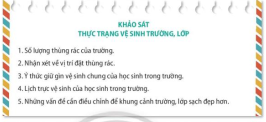 KHẢO SÁT
THỰC TRẠNG VỆ SINH TRƯỜNG, LỚP
1. Số lượng thùng rác của trường.
2. Nhận xét về vị trí đặt thùng rác.
3. Ý thức giữ gìn vệ sinh chung của học sinh trong trường.
4. Lịch trực vệ sinh của học sinh trong trường.
5. Những vấn đề cần điều chỉnh để khung cảnh trường, lớp sạch đẹp hơn.